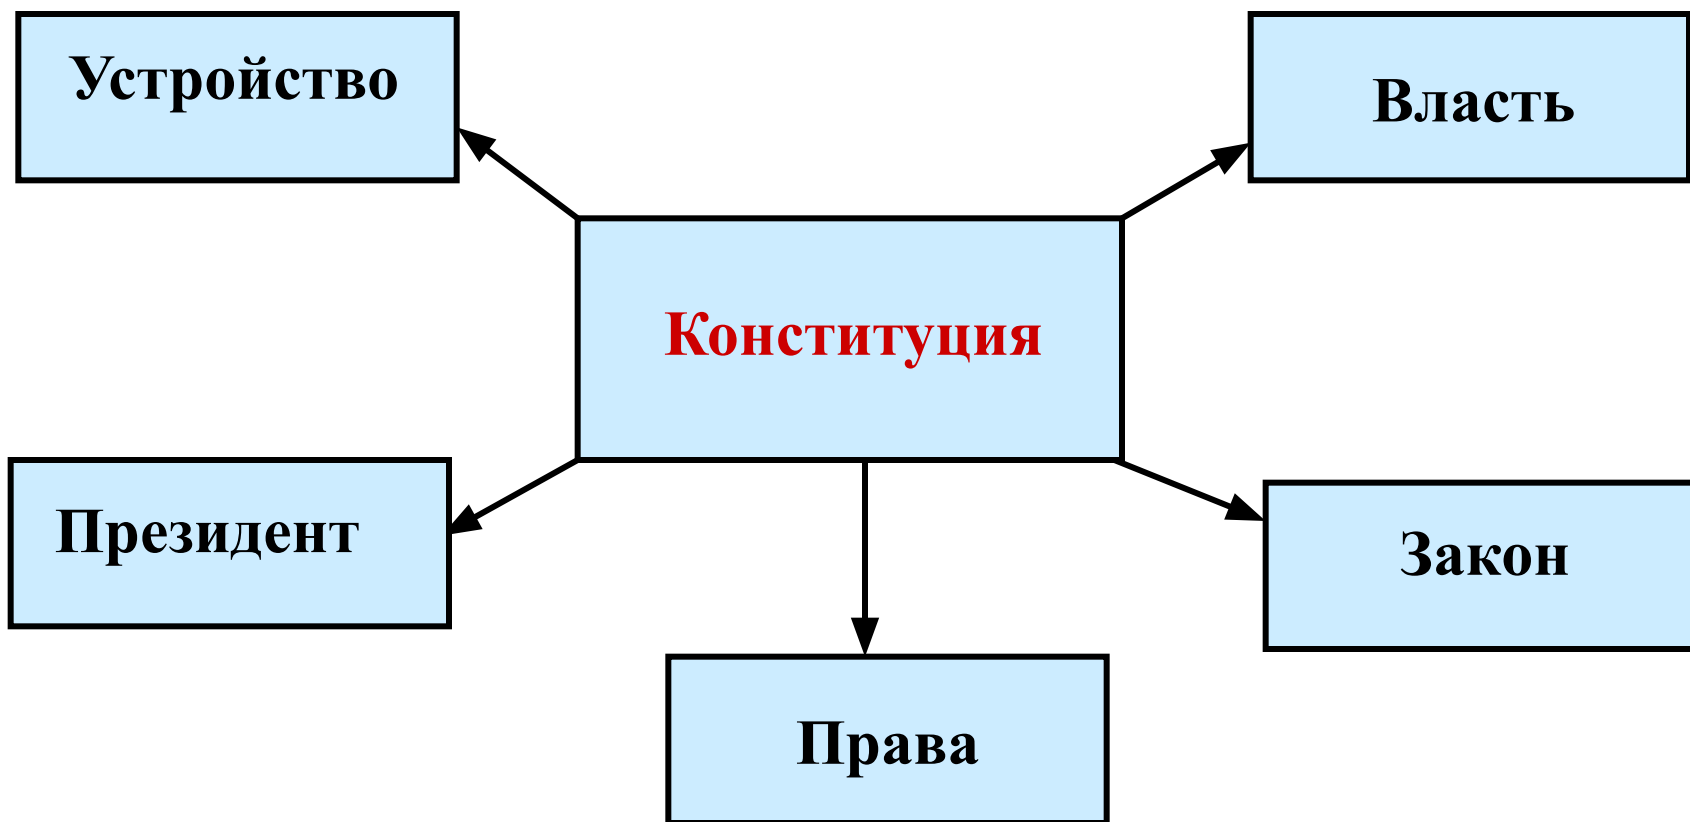 Устройство
Власть
Конституция
Президент
Закон
Права